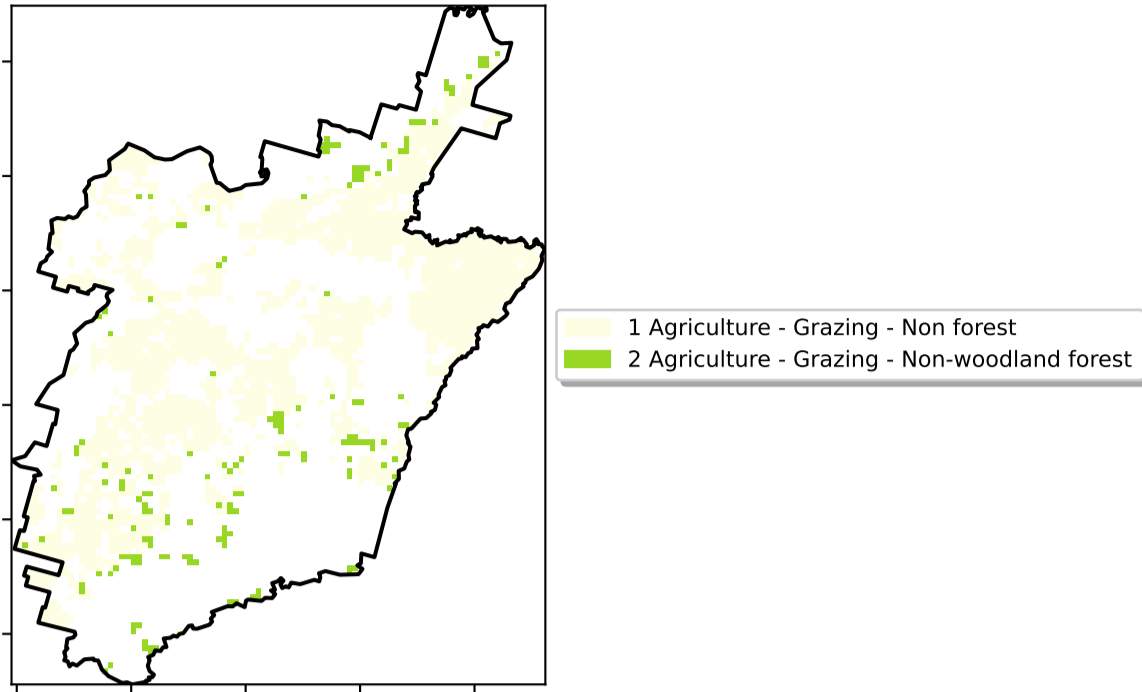 1 Agriculture - Grazing - Non forest
2 Agriculture - Grazing - Non-woodland forest